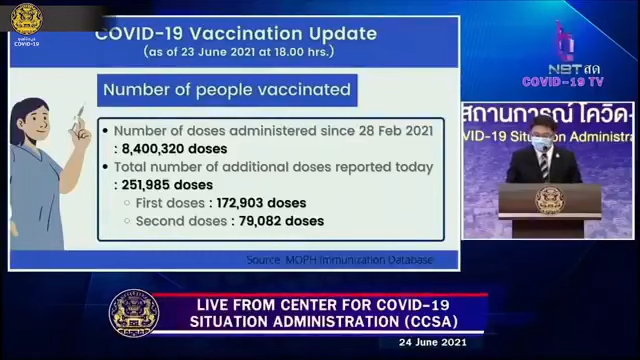 COVID-19 Vaccination Update
(as of 23 June 2021 at 18.00 hrs.)
Number of people vaccinated
Number of doses administered since 28 Feb 2021
: 8,400,320 doses
Total number of additional doses reported today
: 251,985 doses
First doses : 172,903 doses
Second doses : 79,082 doses
Source: MOPH Immunization Database
NBT สด
COVID-19 TV
สถานการณ์ โควิด-
VID-19 Situation Administra
LIVE FROM CENTER FOR COVID-19
SITUATION ADMINISTRATION (CCSA)
24 June 2021